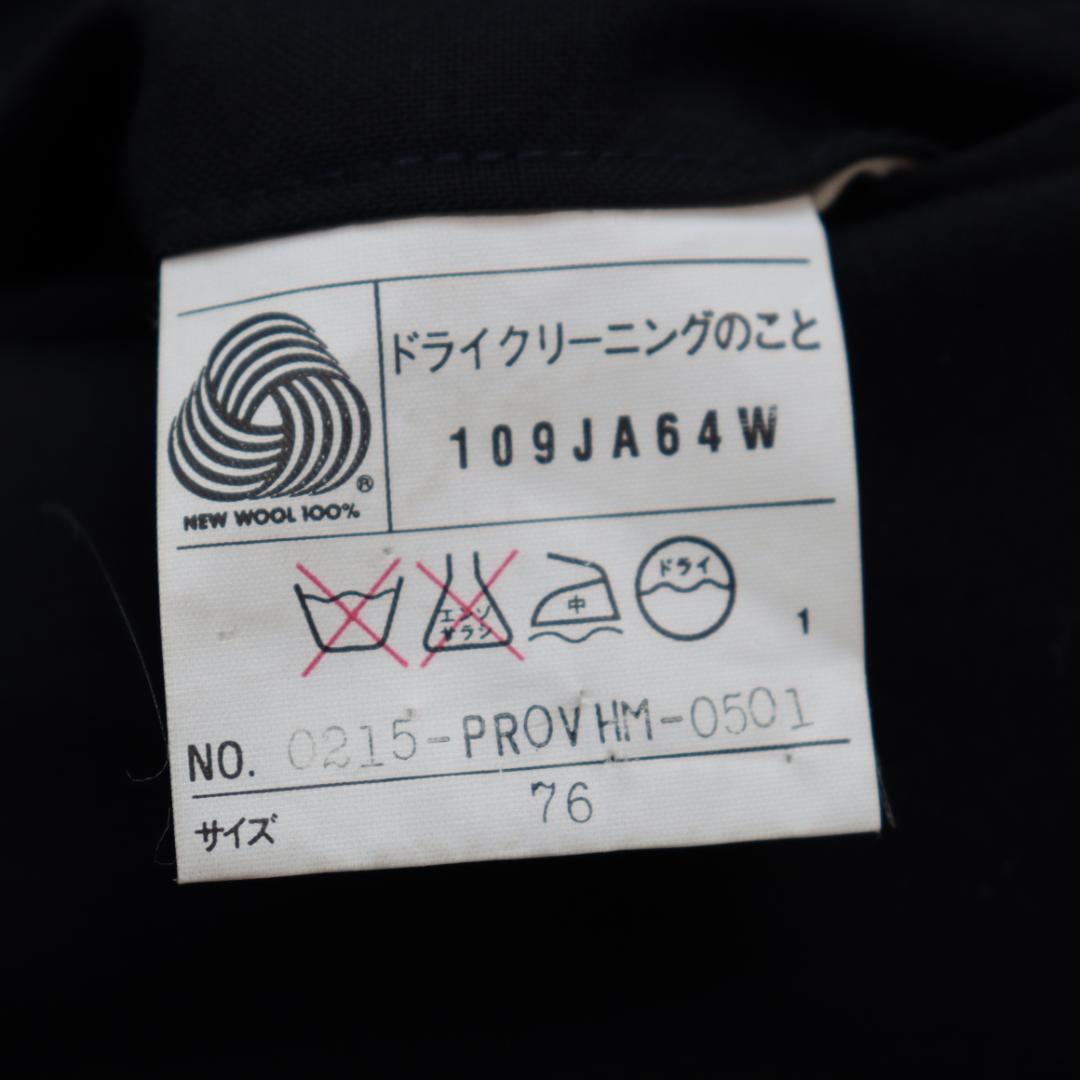 ドライクリーニングのこと
109JA64W
®
NEW WOOL 100%
エンソ
サラシ
中
ドライ
1
NO. 0215-PROVHM-0501
サイズ 76